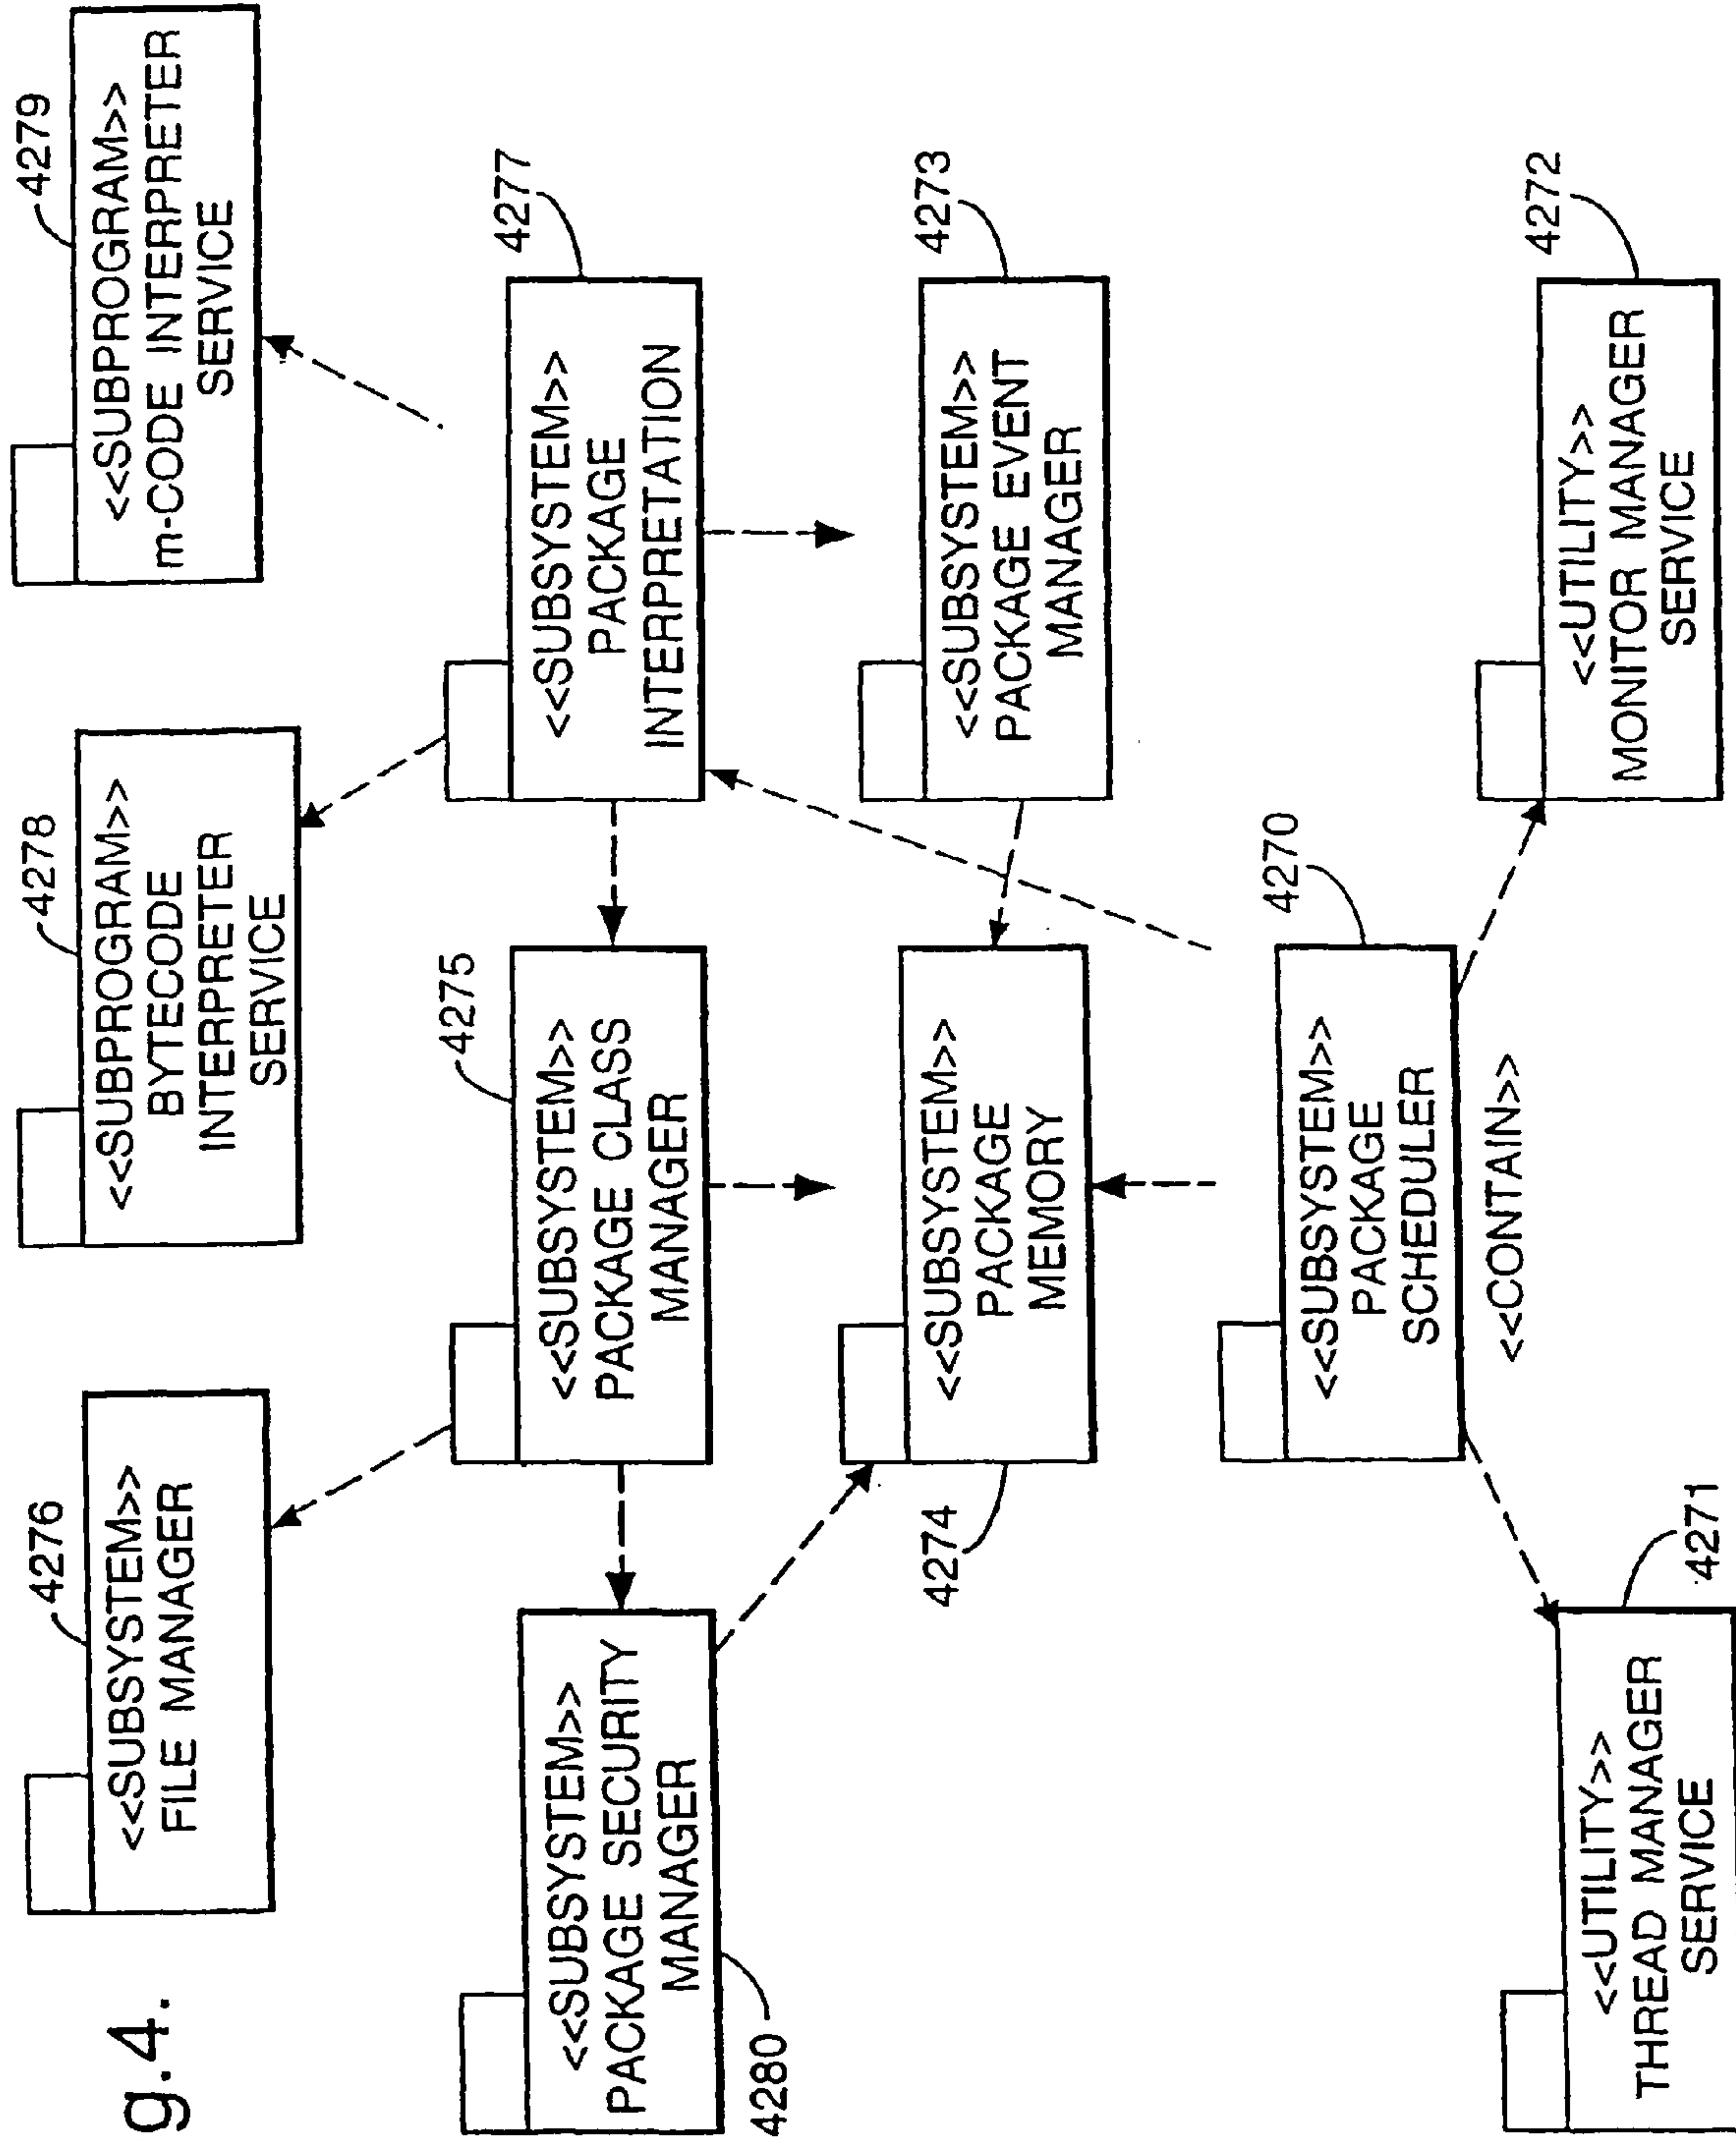 g.4.
4276
<<SUBSYSTEM>>
FILE MANAGER
4278
<<SUBPROGRAM>>
BYTECODE
INTERPRETER
SERVICE
4279
<<SUBPROGRAM>>
m-CODE INTERPRETER
SERVICE
<<SUBSYSTEM>>
PACKAGE SECURITY
MANAGER
4280
4275
<<SUBSYSTEM>>
PACKAGE CLASS
MANAGER
4277
<<SUBSYSTEM>>
PACKAGE
INTERPRETATION
4274
<<SUBSYSTEM>>
PACKAGE
MEMORY
4273
<<SUBSYSTEM>>
PACKAGE EVENT
MANAGER
4270
<<SUBSYSTEM>>
PACKAGE
SCHEDULER
<<CONTAIN>>
4271
<<UTILITY>>
THREAD MANAGER
SERVICE
4272
<<UTILITY>>
MONITOR MANAGER
SERVICE